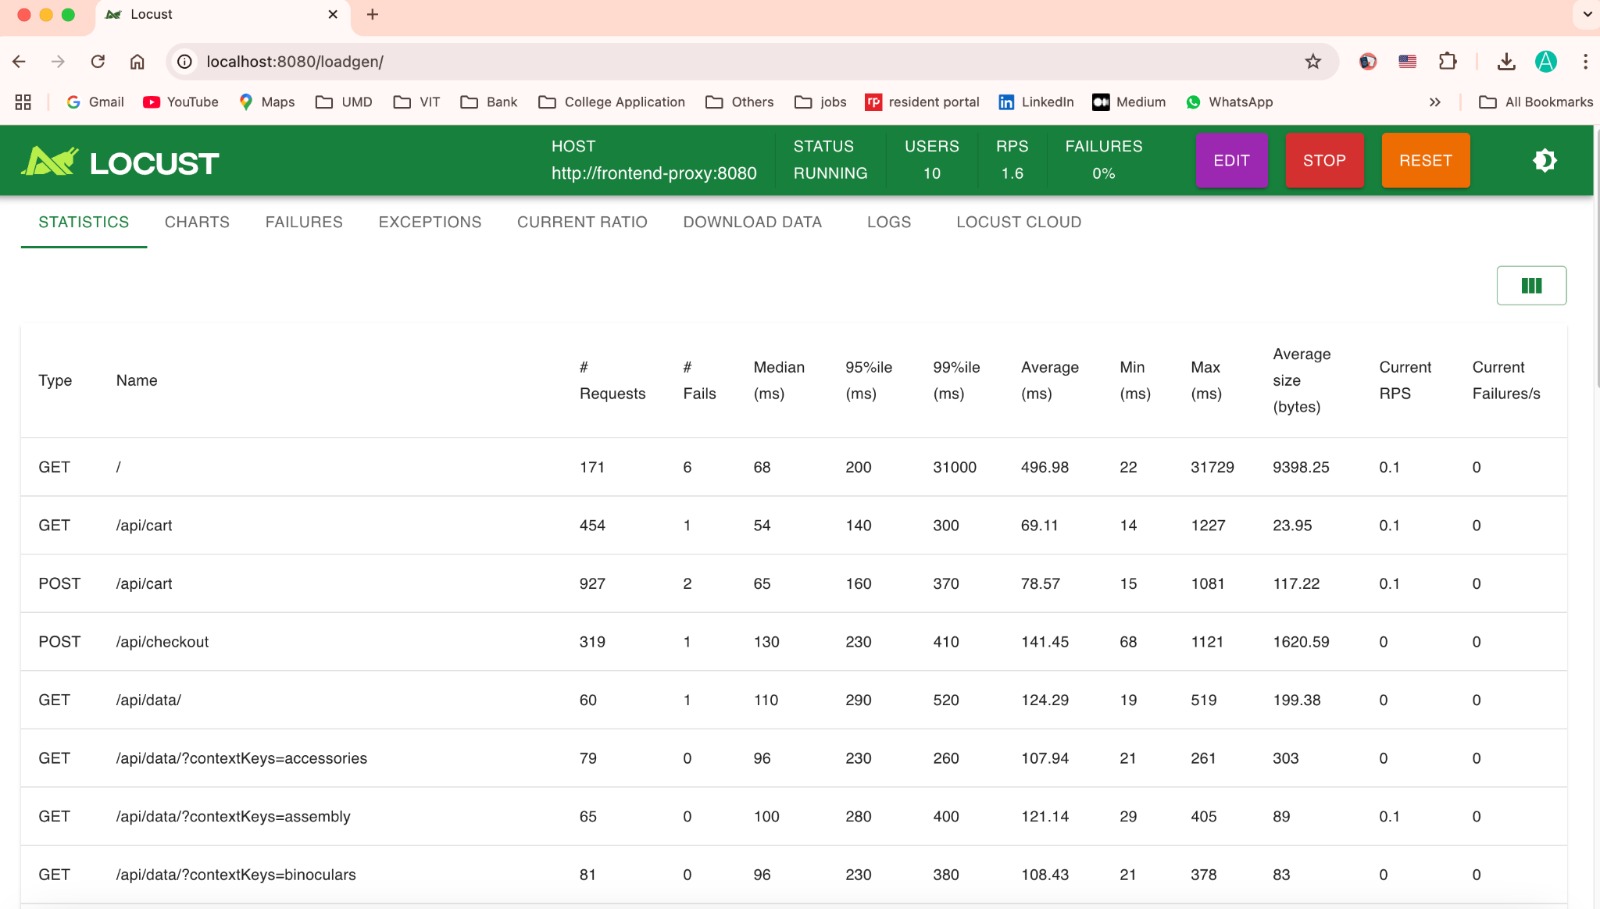 Locust
localhost:8080/loadgen/
A
Gmail YouTube Maps UMD VIT Bank College Application Others jobs rp resident portal in LinkedIn Medium WhatsApp » All Bookmarks
LOCUST
HOST STATUS USERS RPS FAILURES
http://frontend-proxy:8080 RUNNING 10 1.6 0%
EDIT STOP RESET
STATISTICS CHARTS FAILURES EXCEPTIONS CURRENT RATIO DOWNLOAD DATA LOGS LOCUST CLOUD
Type Name # Requests # Fails Median (ms) 95%ile (ms) 99%ile (ms) Average (ms) Min (ms) Max (ms) Average size (bytes) Current RPS Current Failures/s
GET / 171 6 68 200 31000 496.98 22 31729 9398.25 0.1 0
GET /api/cart 454 1 54 140 300 69.11 14 1227 23.95 0.1 0
POST /api/cart 927 2 65 160 370 78.57 15 1081 117.22 0.1 0
POST /api/checkout 319 1 130 230 410 141.45 68 1121 1620.59 0 0
GET /api/data/ 60 1 110 290 520 124.29 19 519 199.38 0 0
GET /api/data/?contextKeys=accessories 79 0 96 230 260 107.94 21 261 303 0 0
GET /api/data/?contextKeys=assembly 65 0 100 280 400 121.14 29 405 89 0.1 0
GET /api/data/?contextKeys=binoculars 81 0 96 230 380 108.43 21 378 83 0 0